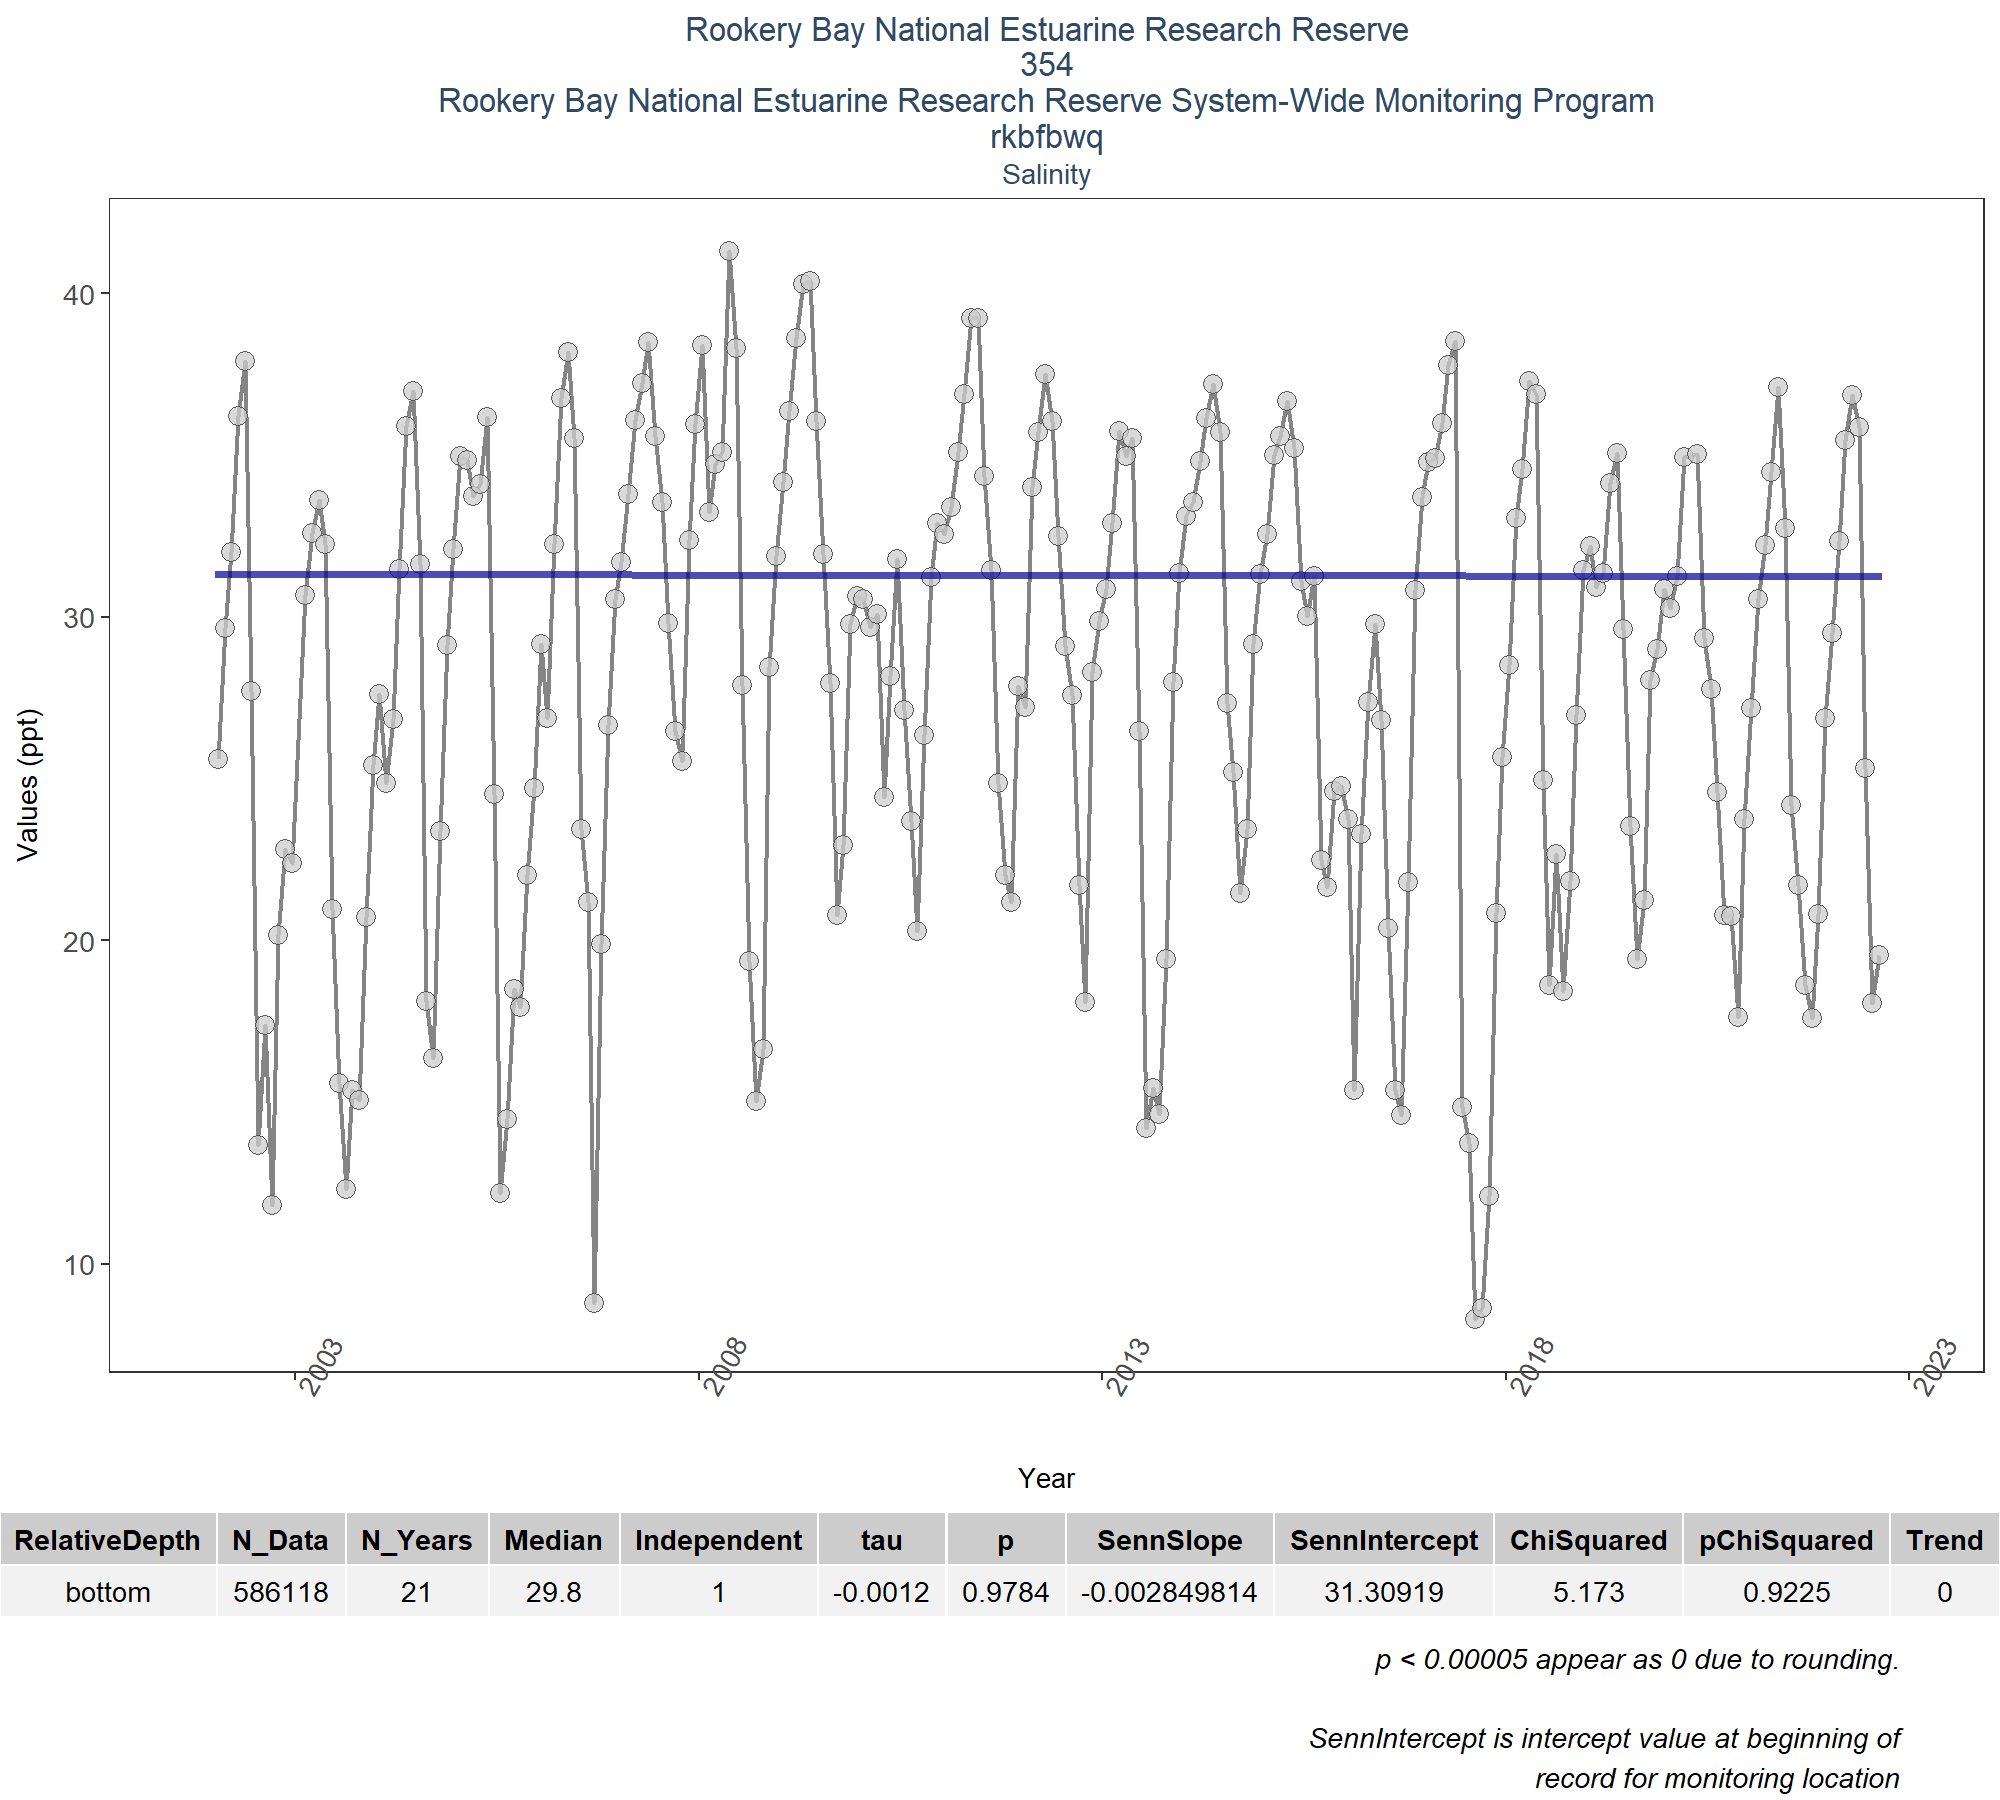 Rookery Bay National Estuarine Research Reserve
354
Rookery Bay National Estuarine Research Reserve System-Wide Monitoring Program
rkbfbwq
Salinity
40
30
20
10
Values (ppt)
2003
2008
2013
2018
2023
Year
RelativeDepth N_Data N_Years Median Independent tau p SennSlope SennIntercept ChiSquared pChiSquared Trend
bottom 586118 21 29.8 1 -0.0012 0.9784 -0.002849814 31.30919 5.173 0.9225 0
p < 0.00005 appear as 0 due to rounding.
SennIntercept is intercept value at beginning of
record for monitoring location